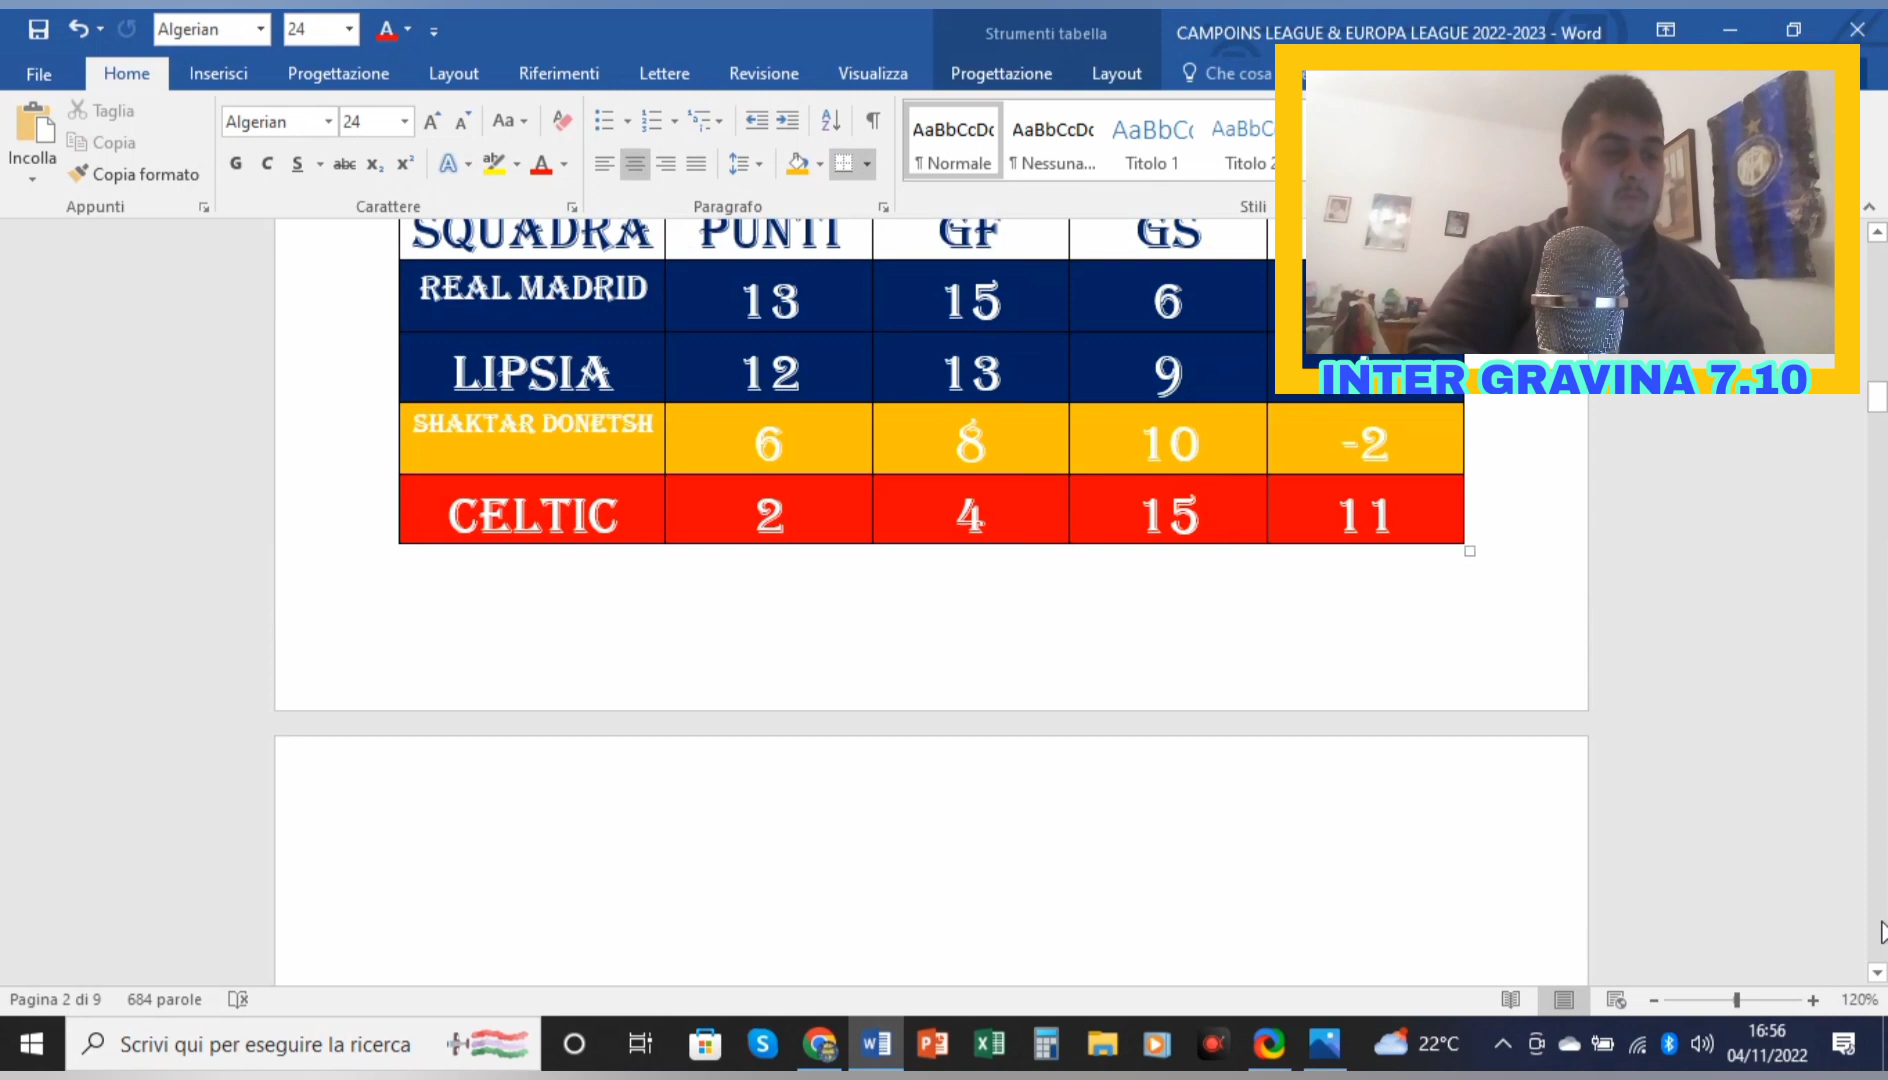 Algerian 24 A
Strumenti tabella
CAMPOINS LEAGUE & EUROPA LEAGUE 2022-2023 - Word
File Home Inserisci Progettazione Layout Riferimenti Lettere Revisione Visualizza Progettazione Layout Che cosa
Incolla
Taglia
Copia
Copia formato
Appunti
Algerian 24 Aa
G C S abc x₂ x²
Carattere
Paragrafo
AaBbCcDc AaBbCcDc AaBbCc AaBbC
¶ Normale ¶ Nessuna... Titolo 1 Titolo 2
Stili
INTER GRAVINA 7.10
SQUADRA PUNTI GF GS
REAL MADRID 13 15 6
LIPSIA 12 13 9
SHAKTAR DONETSH 6 8 10 -2
CELTIC 2 4 15 11
Pagina 2 di 9 684 parole
120%
Scrivi qui per eseguire la ricerca
22°C
16:56
04/11/2022